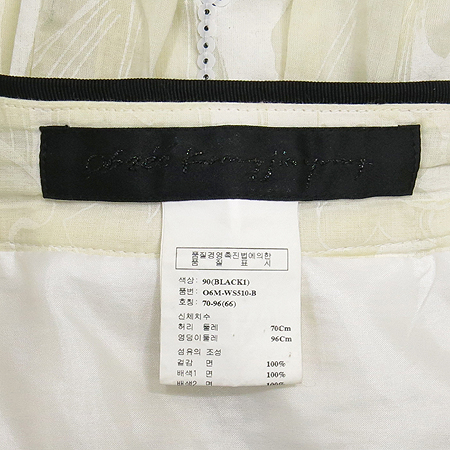 품질경영촉진법에의한
품 질 표 시
색상: 90(BLACK1)
품번: O6M-WS510-B
호칭: 70-96(66)
신체치수
허리 둘레 70Cm
엉덩이둘레 96Cm
섬유의 조성
겉감 면 100%
배색1 면 100%
배색2 면 100%